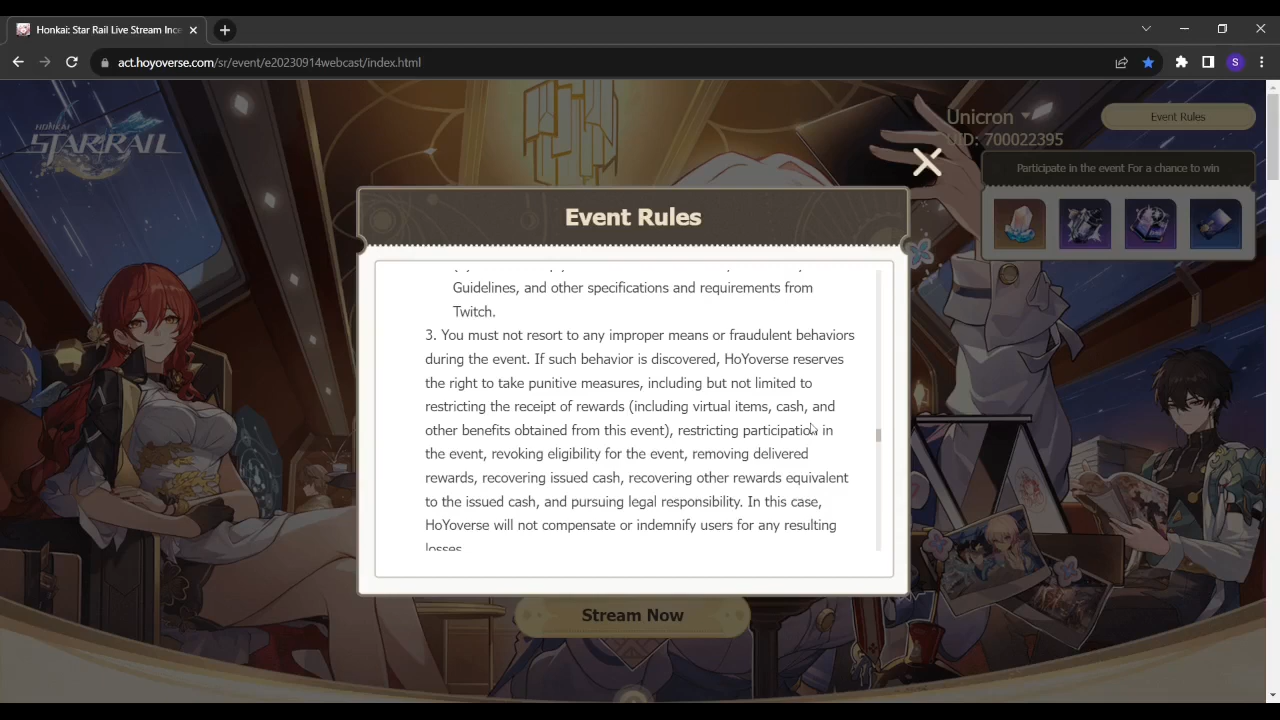 Honkai: Star Rail Live Stream Ince
act.hoyoverse.com/sr/event/e20230914webcast/index.html
S
HONKAI
STAR RAIL
Unicron
UID: 700022395
Event Rules
Participate in the event For a chance to win
Event Rules
Guidelines, and other specifications and requirements from
Twitch.
3. You must not resort to any improper means or fraudulent behaviors
during the event. If such behavior is discovered, HoYoverse reserves
the right to take punitive measures, including but not limited to
restricting the receipt of rewards (including virtual items, cash, and
other benefits obtained from this event), restricting participation in
the event, revoking eligibility for the event, removing delivered
rewards, recovering issued cash, recovering other rewards equivalent
to the issued cash, and pursuing legal responsibility. In this case,
HoYoverse will not compensate or indemnify users for any resulting
losses
Stream Now